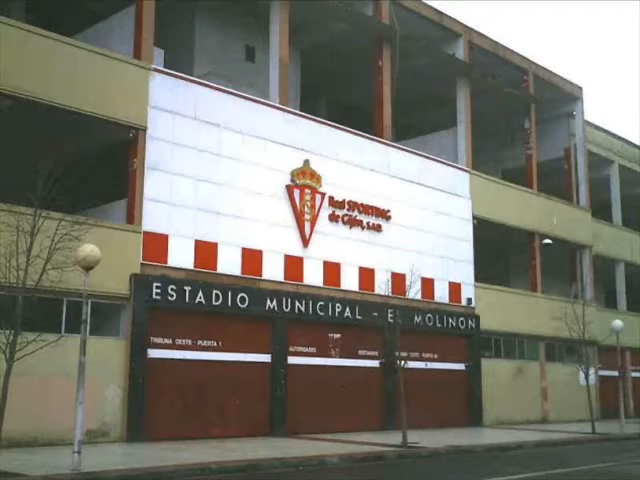 Real SPORTING
de Gijón, S.A.D.
ESTADIO MUNICIPAL - EL MOLINON
TRIBUNA OESTE - PUERTA 1
AUTORIDADES